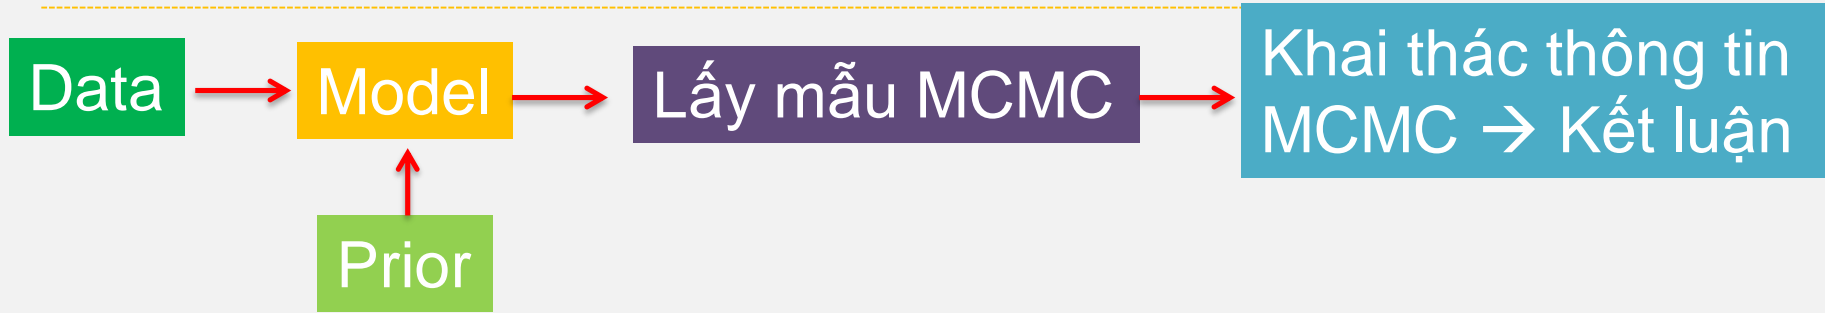 Data
Model
Lấy mẫu MCMC
Khai thác thông tin
MCMC → Kết luận
Prior